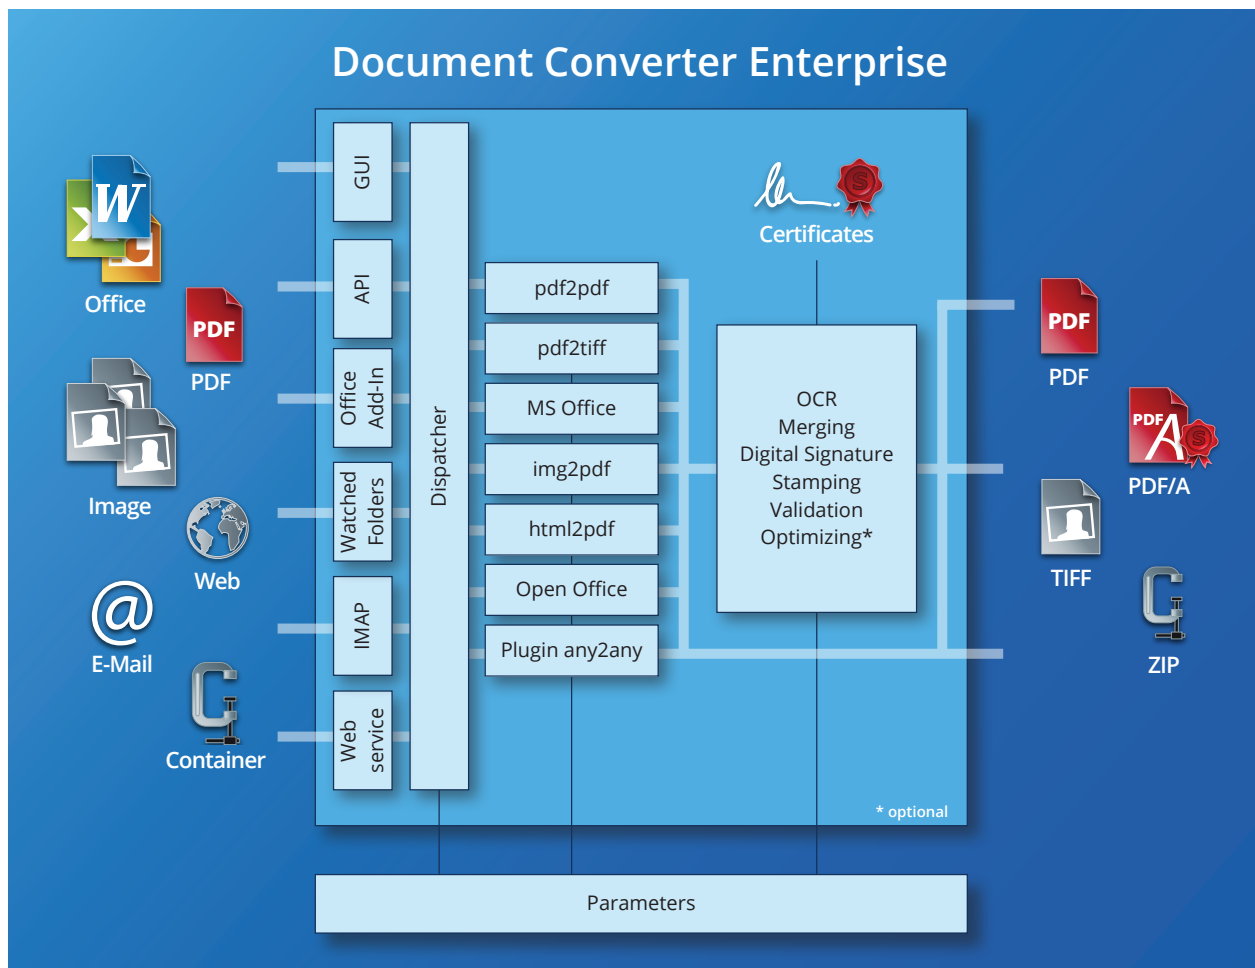 Document Converter Enterprise
Office
PDF
PDF
Image
Web
@
E-Mail
Container
GUI
API
Office
Add-In
Watched
Folders
IMAP
Web
service
Dispatcher
pdf2pdf
pdf2tiff
MS Office
img2pdf
html2pdf
Open Office
Plugin any2any
Certificates
OCR
Merging
Digital Signature
Stamping
Validation
Optimizing*
* optional
Parameters
PDF
PDF
PDF A
PDF/A
TIFF
ZIP
W
S
S